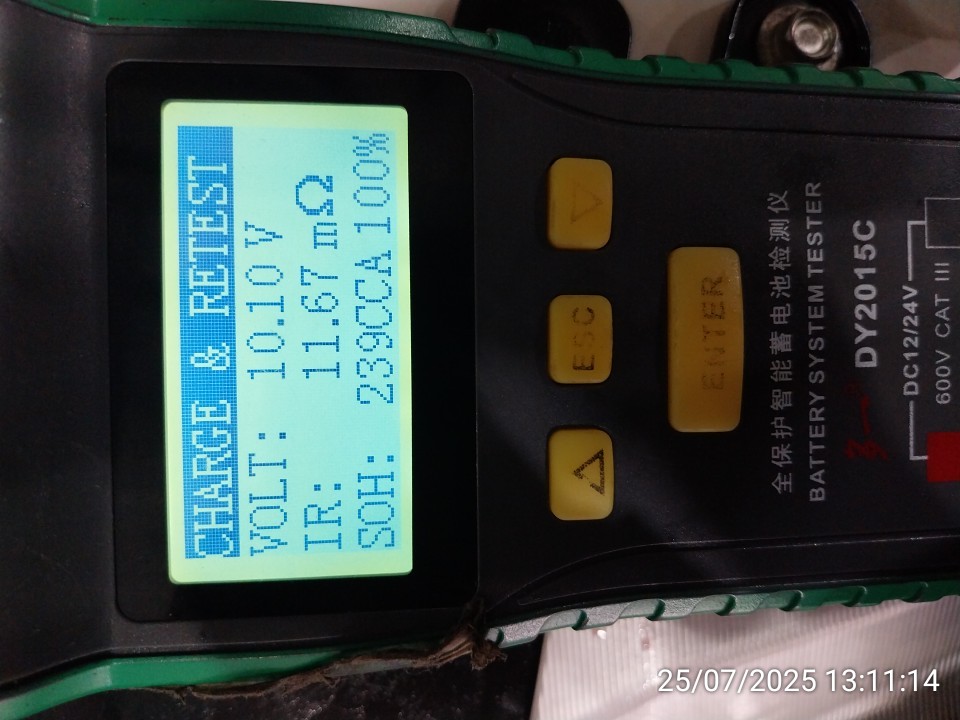 CHARGE & RETEST
VOLT: 10.10 V
IR: 11.67 mΩ
SOH: 239CCA 100%
ESC
ENTER
全保护智能蓄电池检测仪
BATTERY SYSTEM TESTER
DY2015C
DC12/24V
600V CAT III
25/07/2025 13:11:14